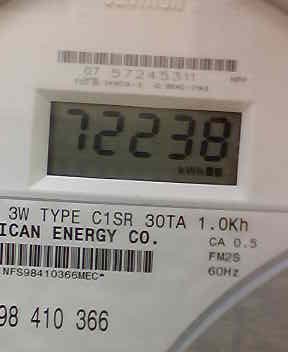 07 57245311
72238
kWh
3W TYPE C1SR 30TA 1.0Kh
ICAN ENERGY CO.
CA 0.5
FM2S
NFS98410366MEC*
60Hz
98 410 366